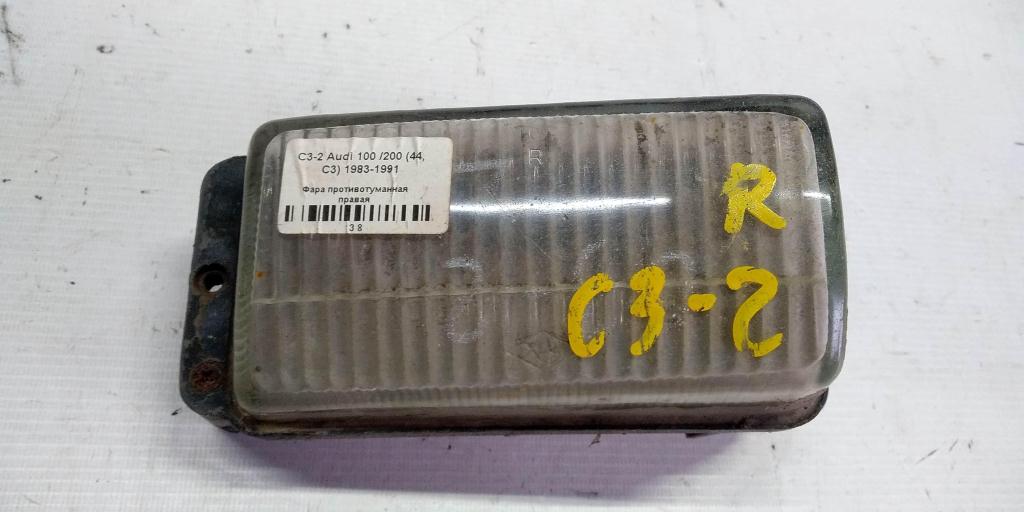 C3-2 Audi 100 /200 (44,
C3) 1983-1991
Фара противотуманная
правая
38
R
R
C3-2